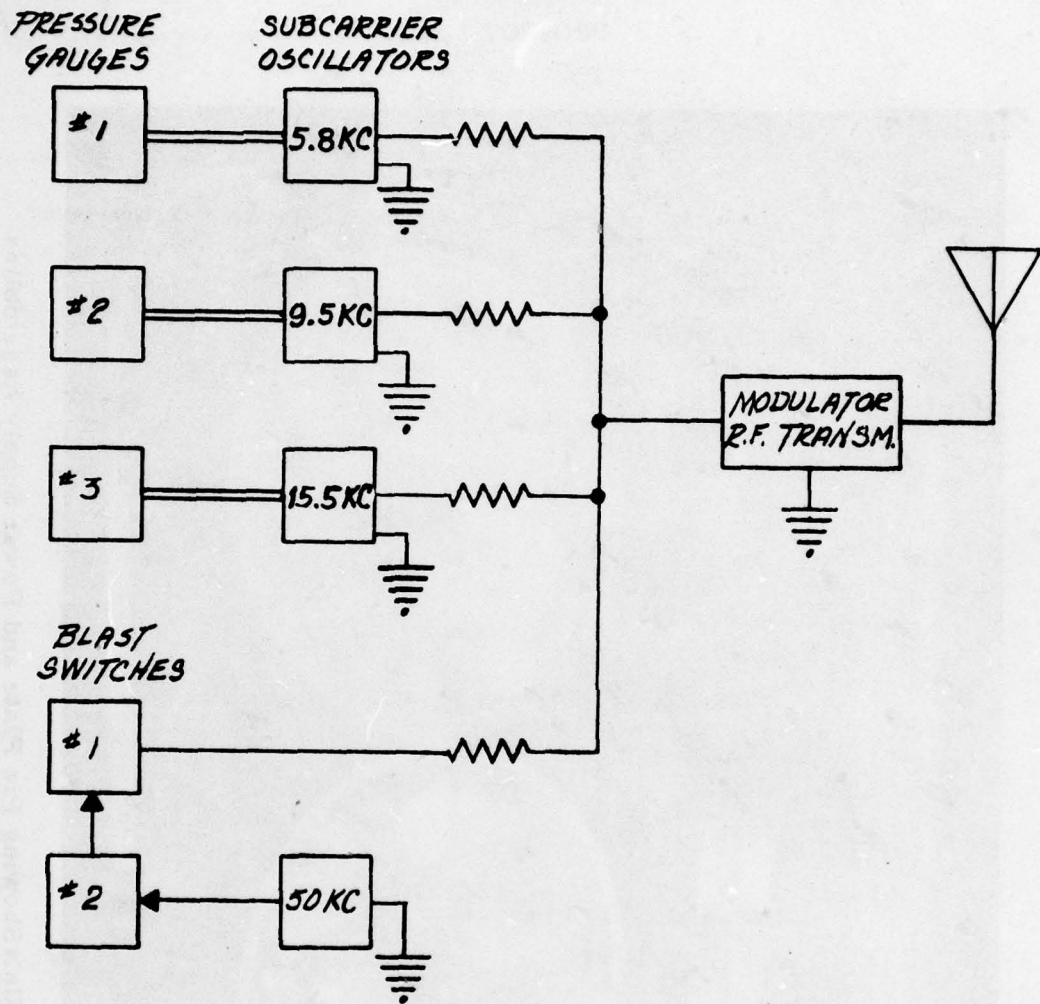 PRESSURE
GAUGES
SUBCARRIER
OSCILLATORS
#1
5.8KC
#2
9.5KC
MODULATOR
R.F. TRANSM.
#3
15.5KC
BLAST
SWITCHES
#1
#2
50KC